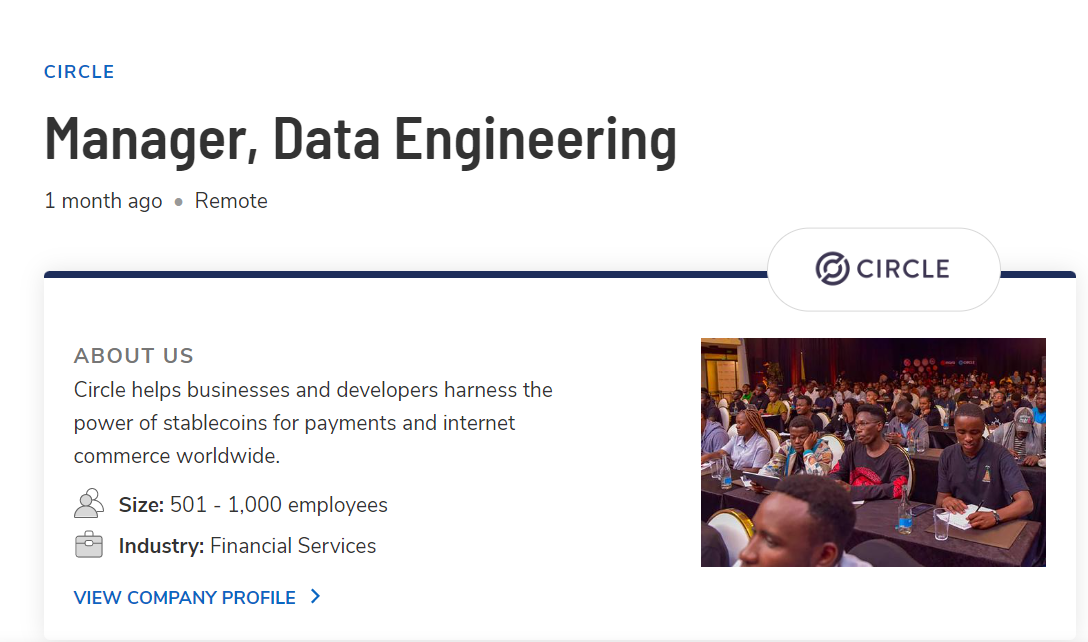 CIRCLE
Manager, Data Engineering
1 month ago • Remote
CIRCLE
ABOUT US
Circle helps businesses and developers harness the
power of stablecoins for payments and internet
commerce worldwide.
Size: 501 - 1,000 employees
Industry: Financial Services
VIEW COMPANY PROFILE